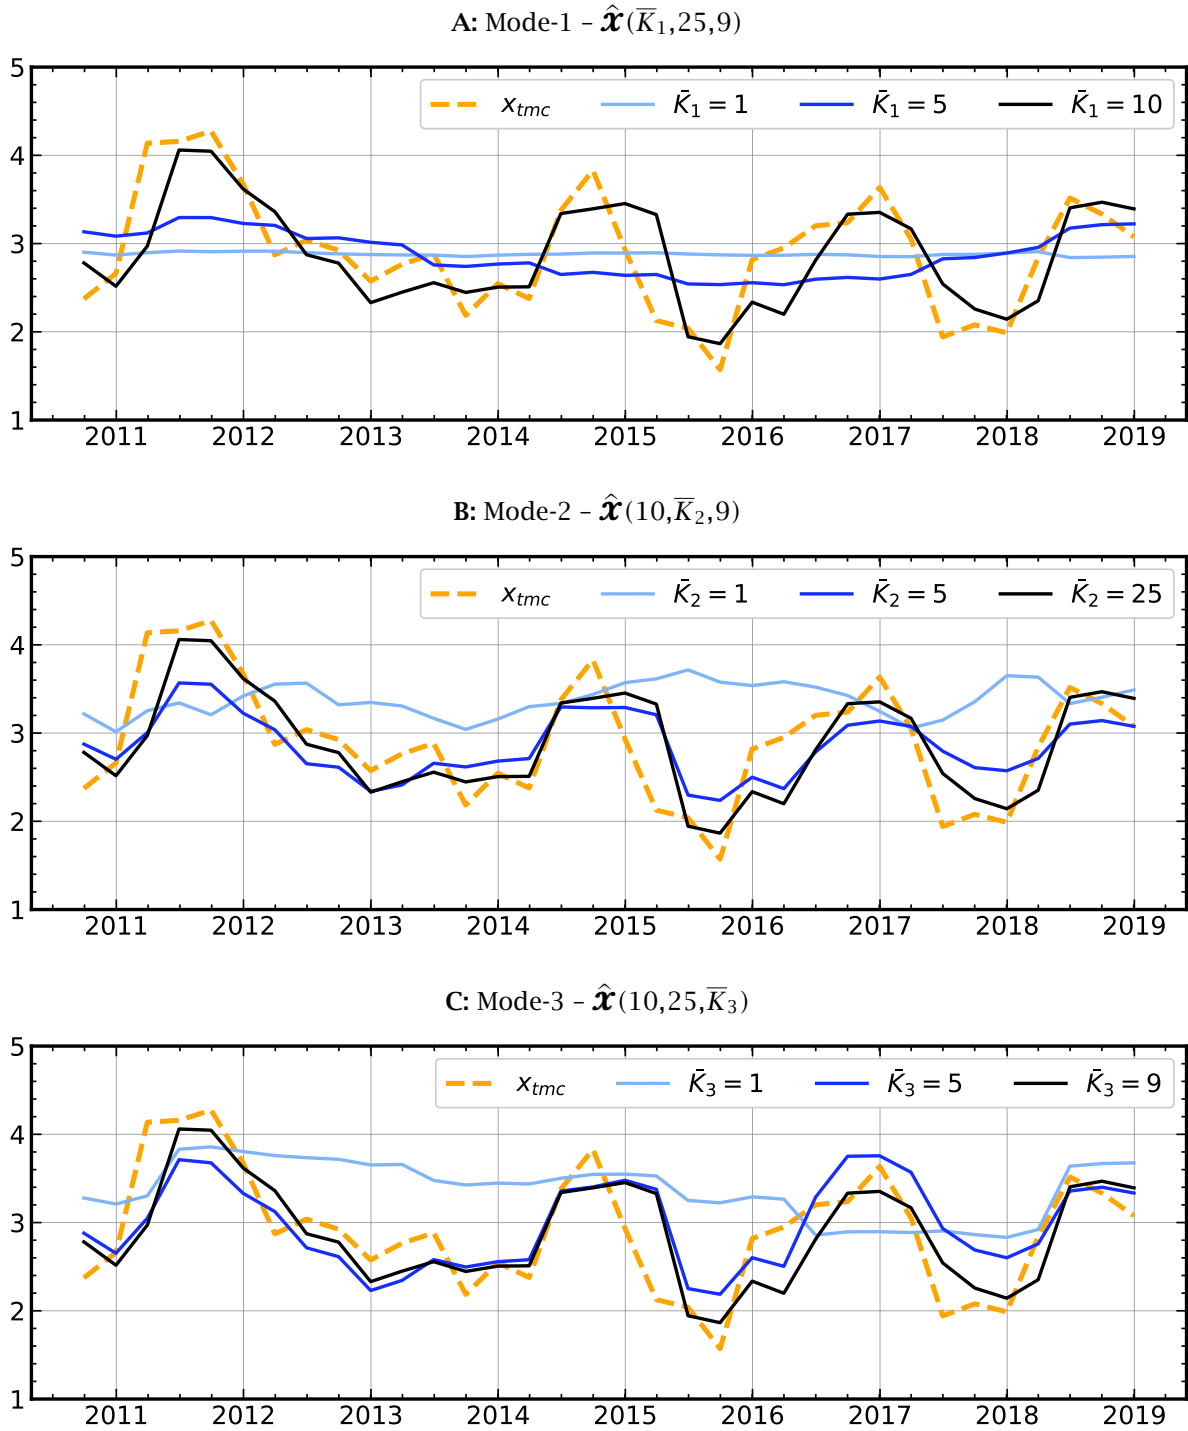 A: Mode-1 – 𝓧̂(K̅₁,25,9)
x_tmc K̄₁ = 1 K̄₁ = 5 K̄₁ = 10
5
4
3
2
1
2011 2012 2013 2014 2015 2016 2017 2018 2019
B: Mode-2 – 𝓧̂(10,K̅₂,9)
x_tmc K̄₂ = 1 K̄₂ = 5 K̄₂ = 25
5
4
3
2
1
2011 2012 2013 2014 2015 2016 2017 2018 2019
C: Mode-3 – 𝓧̂(10,25,K̅₃)
x_tmc K̄₃ = 1 K̄₃ = 5 K̄₃ = 9
5
4
3
2
1
2011 2012 2013 2014 2015 2016 2017 2018 2019